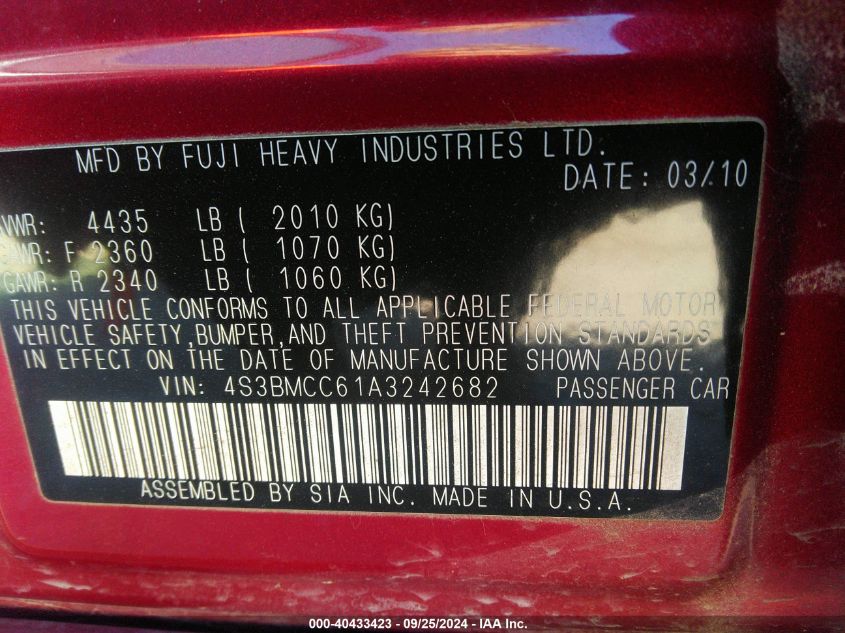 MFD BY FUJI HEAVY INDUSTRIES LTD.
DATE: 03/10
VWR: 4435 LB ( 2010 KG)
GAWR: F 2360 LB ( 1070 KG)
GAWR: R 2340 LB ( 1060 KG)
THIS VEHICLE CONFORMS TO ALL APPLICABLE FEDERAL MOTOR
VEHICLE SAFETY,BUMPER,AND THEFT PREVENTION STANDARDS
IN EFFECT ON THE DATE OF MANUFACTURE SHOWN ABOVE.
VIN: 4S3BMCC61A3242682 PASSENGER CAR
ASSEMBLED BY SIA INC. MADE IN U.S.A.
000-40433423 - 09/25/2024 - IAA Inc.